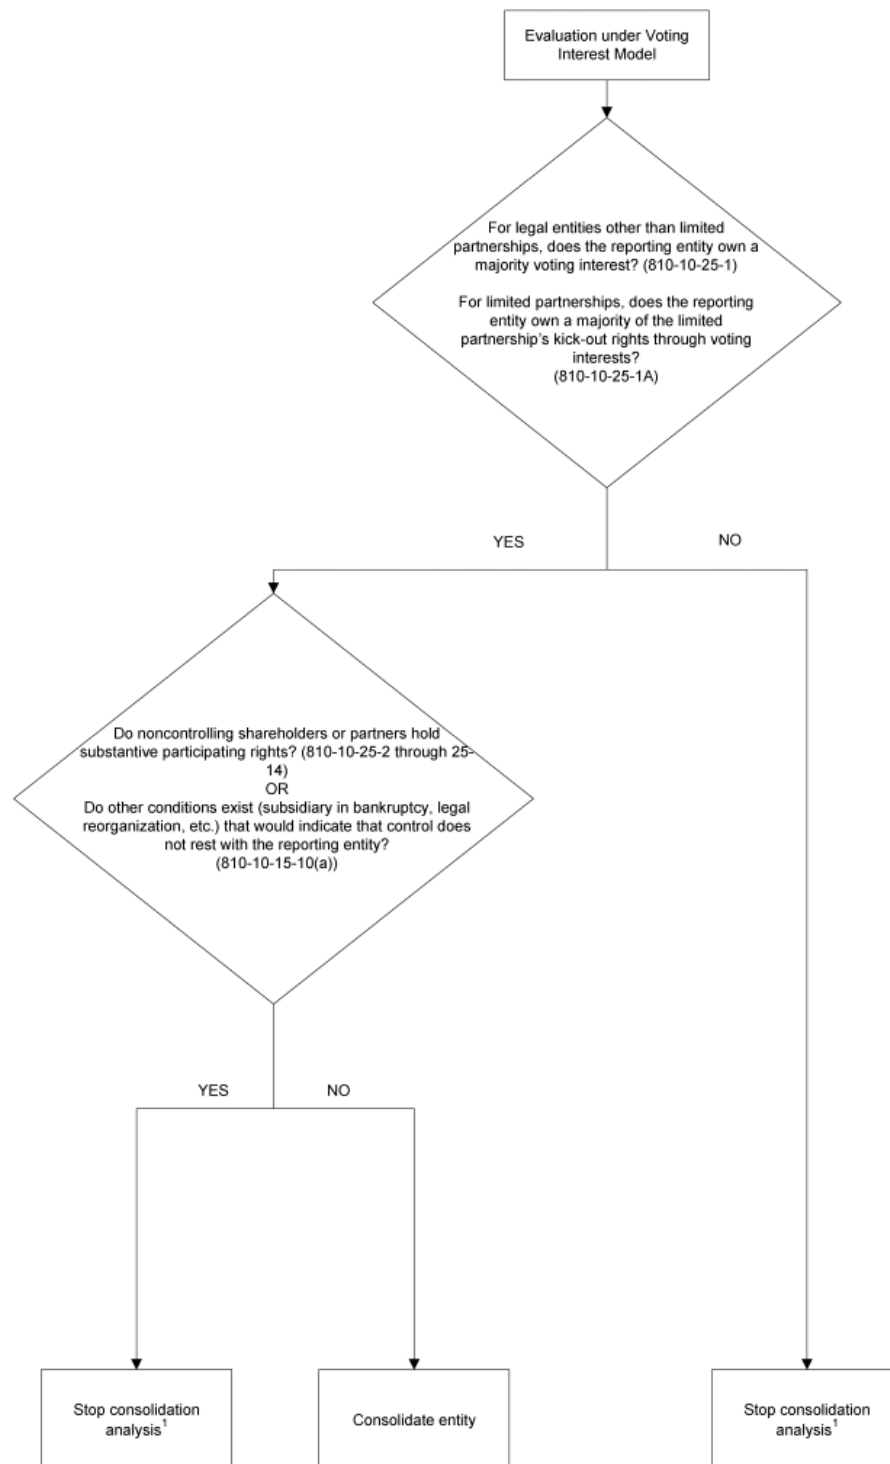 Evaluation under Voting
Interest Model
For legal entities other than limited
partnerships, does the reporting entity own a
majority voting interest? (810-10-25-1)
For limited partnerships, does the reporting
entity own a majority of the limited
partnership's kick-out rights through voting
interests?
(810-10-25-1A)
YES
NO
Do noncontrolling shareholders or partners hold
substantive participating rights? (810-10-25-2 through 25-
14)
OR
Do other conditions exist (subsidiary in bankruptcy, legal
reorganization, etc.) that would indicate that control does
not rest with the reporting entity?
(810-10-15-10(a))
YES
NO
Stop consolidation
analysis1
Consolidate entity
Stop consolidation
analysis1